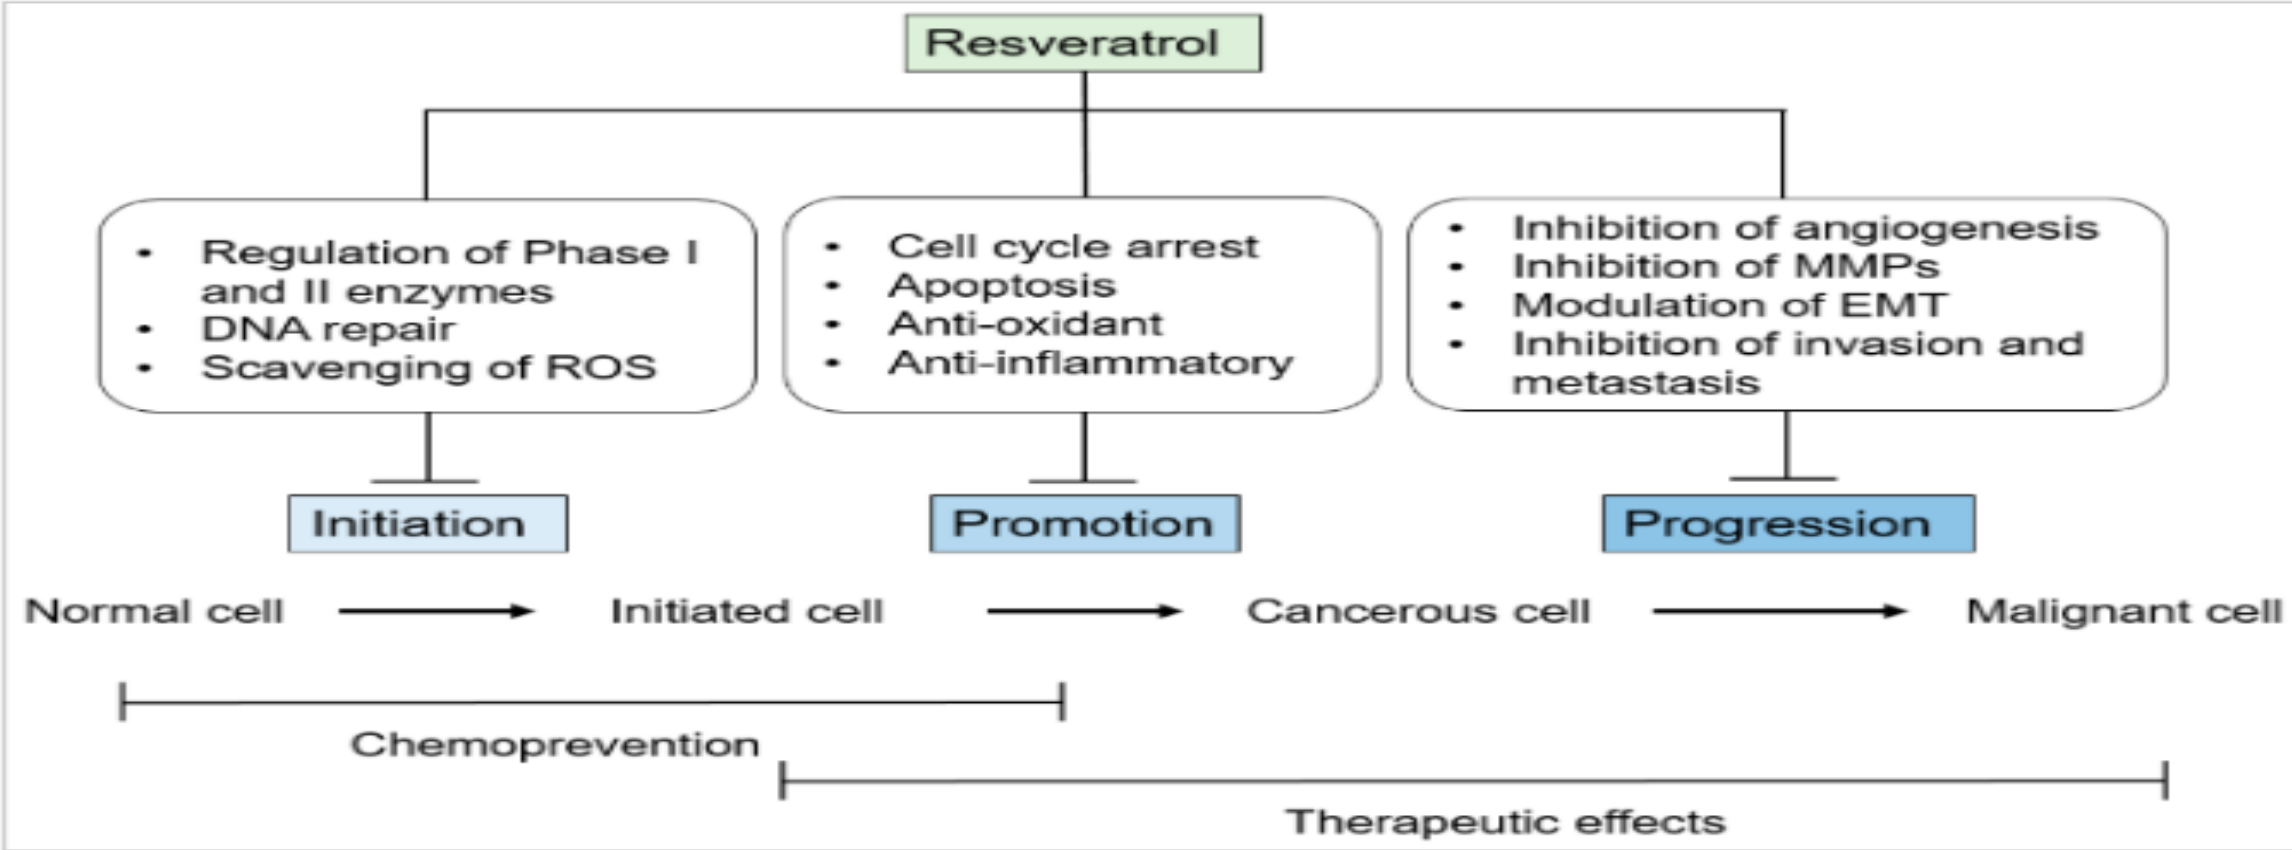 Resveratrol
• Regulation of Phase I
and II enzymes
• DNA repair
• Scavenging of ROS
• Cell cycle arrest
• Apoptosis
• Anti-oxidant
• Anti-inflammatory
• Inhibition of angiogenesis
• Inhibition of MMPs
• Modulation of EMT
• Inhibition of invasion and
metastasis
Initiation
Promotion
Progression
Normal cell
Initiated cell
Cancerous cell
Malignant cell
Chemoprevention
Therapeutic effects